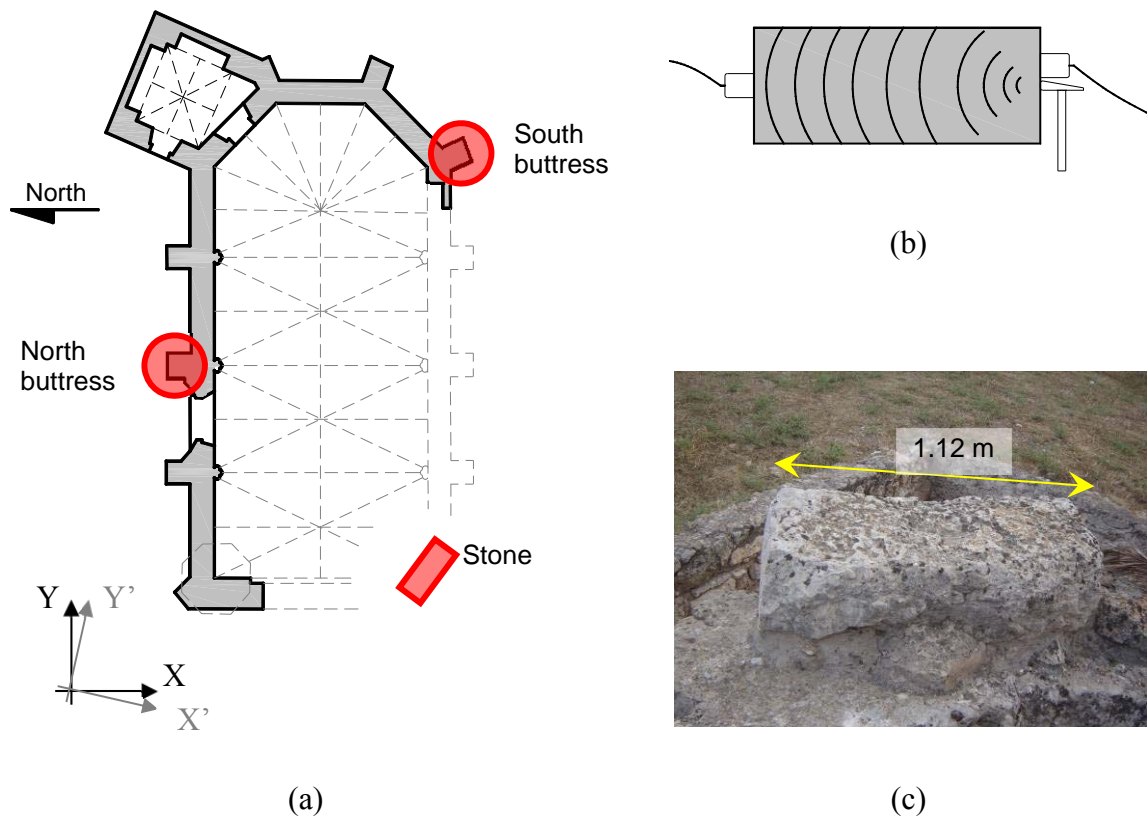 South
buttress
North
(b)
North
buttress
1.12 m
Stone
Y
Y’
X
X’
(a)
(c)